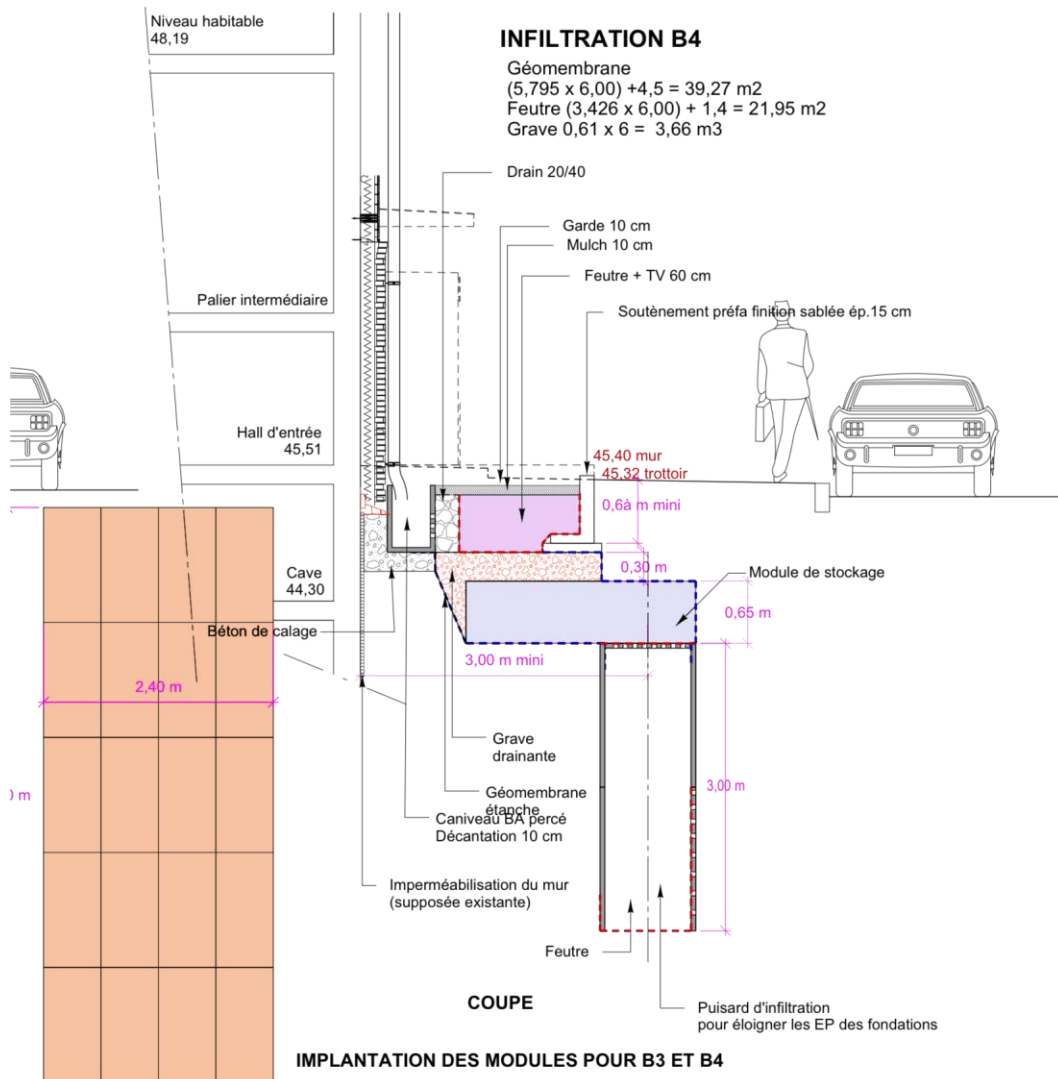 Niveau habitable
48,19
INFILTRATION B4
Géomembrane
(5,795 x 6,00) +4,5 = 39,27 m2
Feutre (3,426 x 6,00) + 1,4 = 21,95 m2
Grave 0,61 x 6 = 3,66 m3
Drain 20/40
Garde 10 cm
Mulch 10 cm
Feutre + TV 60 cm
Palier intermédiaire
Soutènement préfa finition sablée ép.15 cm
Hall d'entrée
45,51
45,40 mur
45,32 trottoir
0,6à m mini
0,30 m
Cave
44,30
Module de stockage
0,65 m
Béton de calage
3,00 m mini
2,40 m
Grave
drainante
3,00 m
0 m
Géomembrane
étanche
Caniveau BA percé
Décantation 10 cm
Imperméabilisation du mur
(supposée existante)
Feutre
COUPE
Puisard d'infiltration
pour éloigner les EP des fondations
IMPLANTATION DES MODULES POUR B3 ET B4